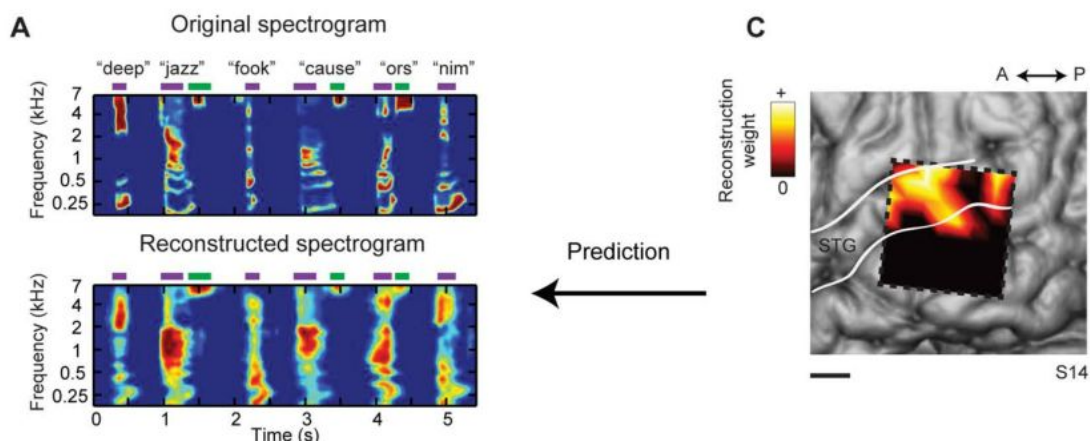 A
Original spectrogram
"deep" "jazz" "fook" "cause" "ors" "nim"
7
4
2
1
0.5
0.25
Frequency (kHz)
Reconstructed spectrogram
7
4
2
1
0.5
0.25
Frequency (kHz)
0 1 2 3 4 5
Time (s)
Prediction
C
A P
+
0
Reconstruction
weight
STG
S14